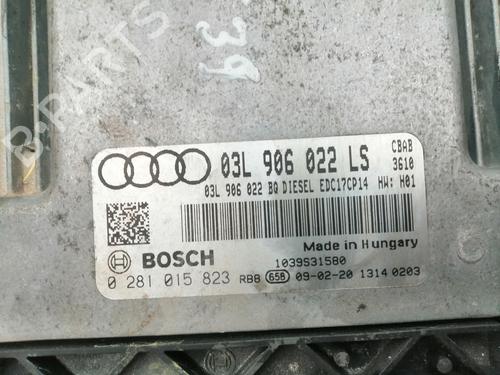 39
03L 906 022 LS
CBAB
3610
03L 906 022 BQ DIESEL EDC17CP14 HW: H01
Made in Hungary
BOSCH
1039S31580
0 281 015 823 RB8 65B 09-02-20 1314 0203